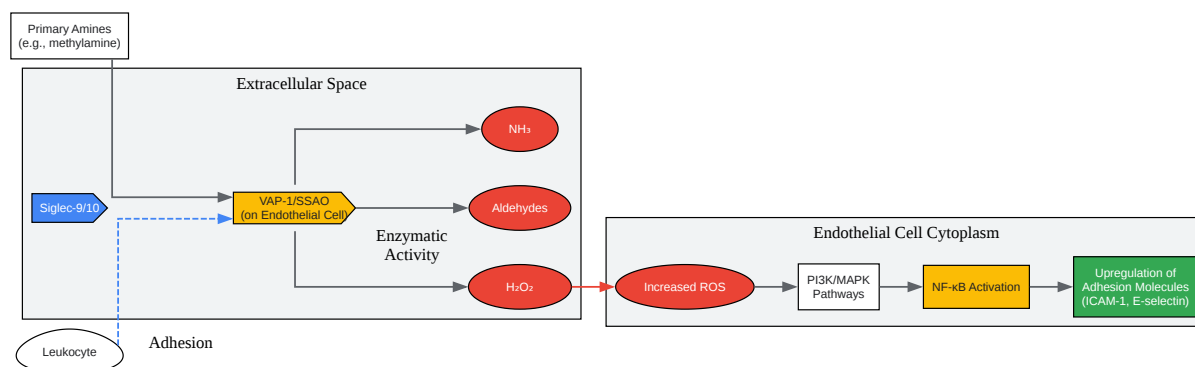 Primary Amines
(e.g., methylamine)
Extracellular Space
NH₃
Siglec-9/10
VAP-1/SSAO
(on Endothelial Cell)
Aldehydes
Enzymatic
Activity
H₂O₂
Endothelial Cell Cytoplasm
Increased ROS
PI3K/MAPK
Pathways
NF-κB Activation
Upregulation of
Adhesion Molecules
(ICAM-1, E-selectin)
Leukocyte
Adhesion